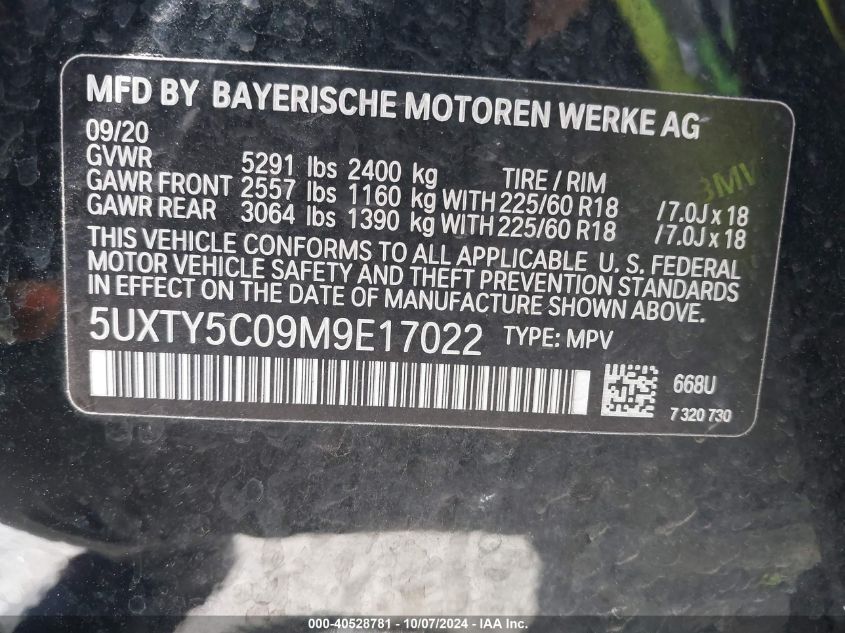 MFD BY BAYERISCHE MOTOREN WERKE AG
09/20
GVWR 5291 lbs 2400 kg TIRE / RIM
GAWR FRONT 2557 lbs 1160 kg WITH 225/60 R18 /7.0J x 18
GAWR REAR 3064 lbs 1390 kg WITH 225/60 R18 /7.0J x 18
THIS VEHICLE CONFORMS TO ALL APPLICABLE U. S. FEDERAL
MOTOR VEHICLE SAFETY AND THEFT PREVENTION STANDARDS
IN EFFECT ON THE DATE OF MANUFACTURE SHOWN ABOVE.
5UXTY5C09M9E17022 TYPE: MPV
668U
7 320 730
000-40528781 - 10/07/2024 - IAA Inc.